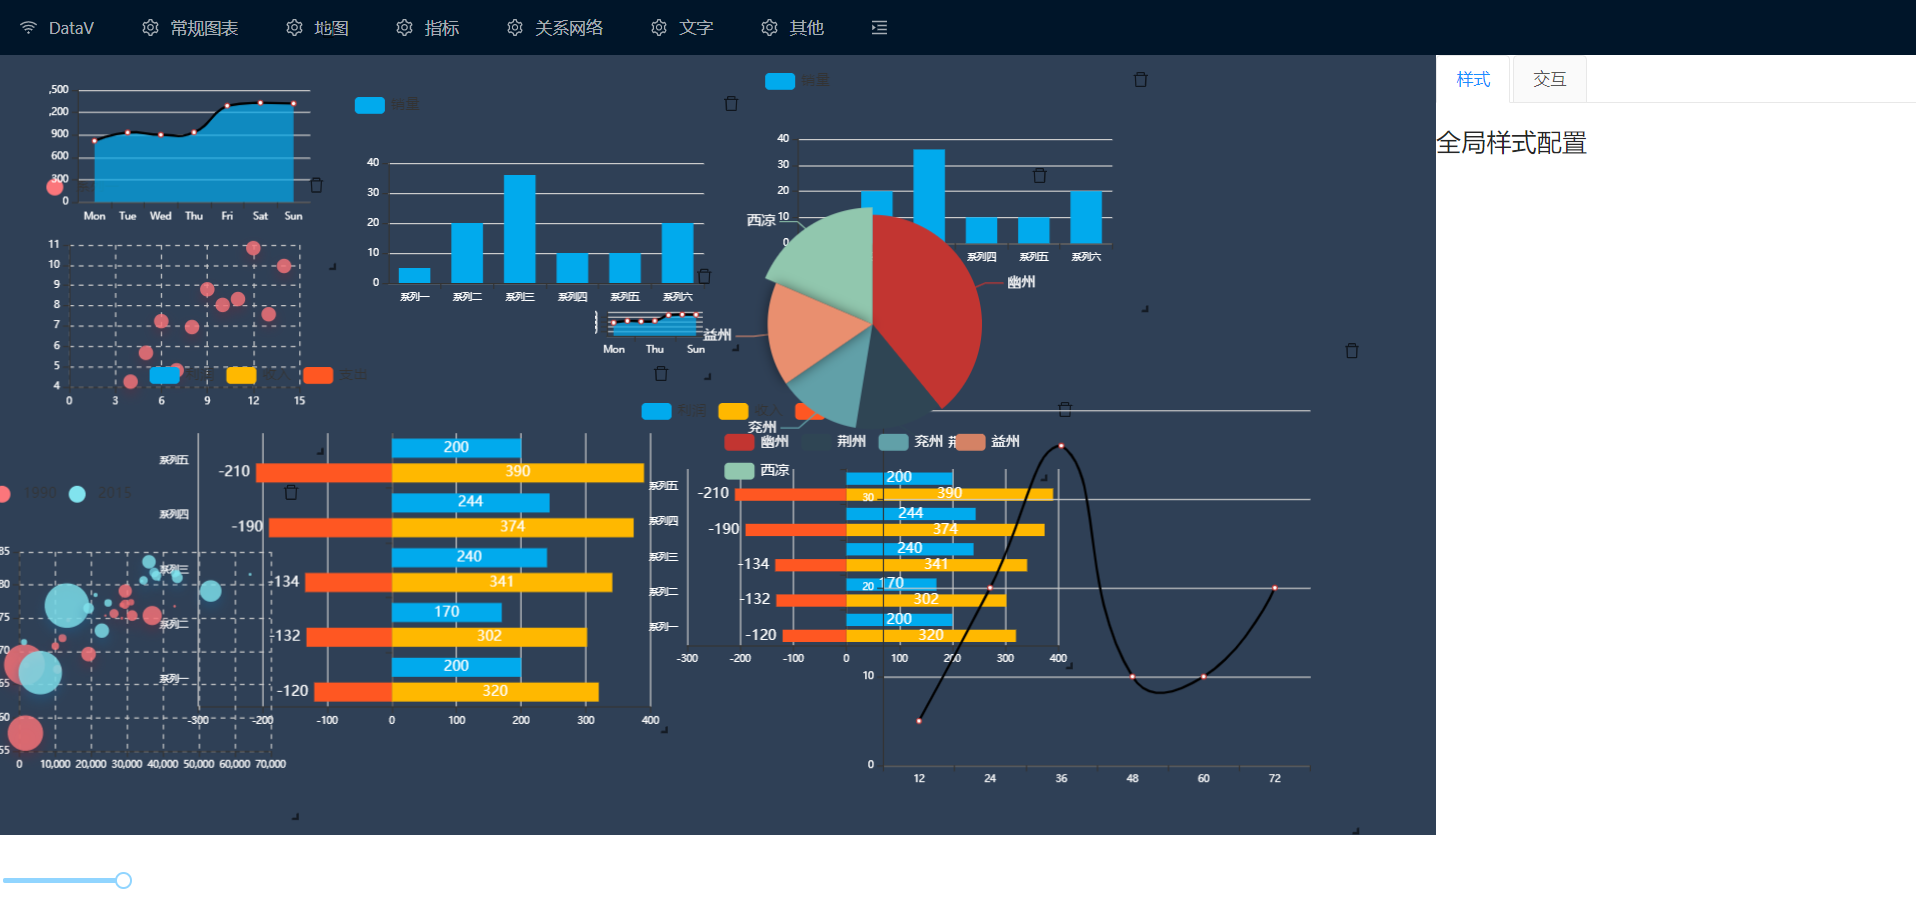 DataV 常规图表 地图 指标 关系网络 文字 其他
样式 交互
全局样式配置
,500
,200
900
600
300
0
Mon Tue Wed Thu Fri Sat Sun
销量
40
30
20
10
0
系列一 系列二 系列三 系列四 系列五 系列六
销量
40
30
20
10
0
系列四 系列五 系列六
西凉
幽州
益州
兖州
幽州 荆州 兖州 益州
西凉
Mon Thu Sun
11
10
9
8
7
6
5
4
0 3 6 9 12 15
支出
200
系列五
-210 390
244
系列四
-190 374
240
系列三
-134 341
170
系列二
-132 302
200
系列一
-120 320
-300 -200 -100 0 100 200 300 400
利润 收入
200
系列五
-210 390
244
系列四
-190 374
240
系列三
-134 341
170
系列二
-132 302
200
系列一
-120 320
-300 -200 -100 0 100 200 300 400
1990 2015
85
80
75
70
65
60
55
0 10,000 20,000 30,000 40,000 50,000 60,000 70,000
30
20
10
0
12 24 36 48 60 72